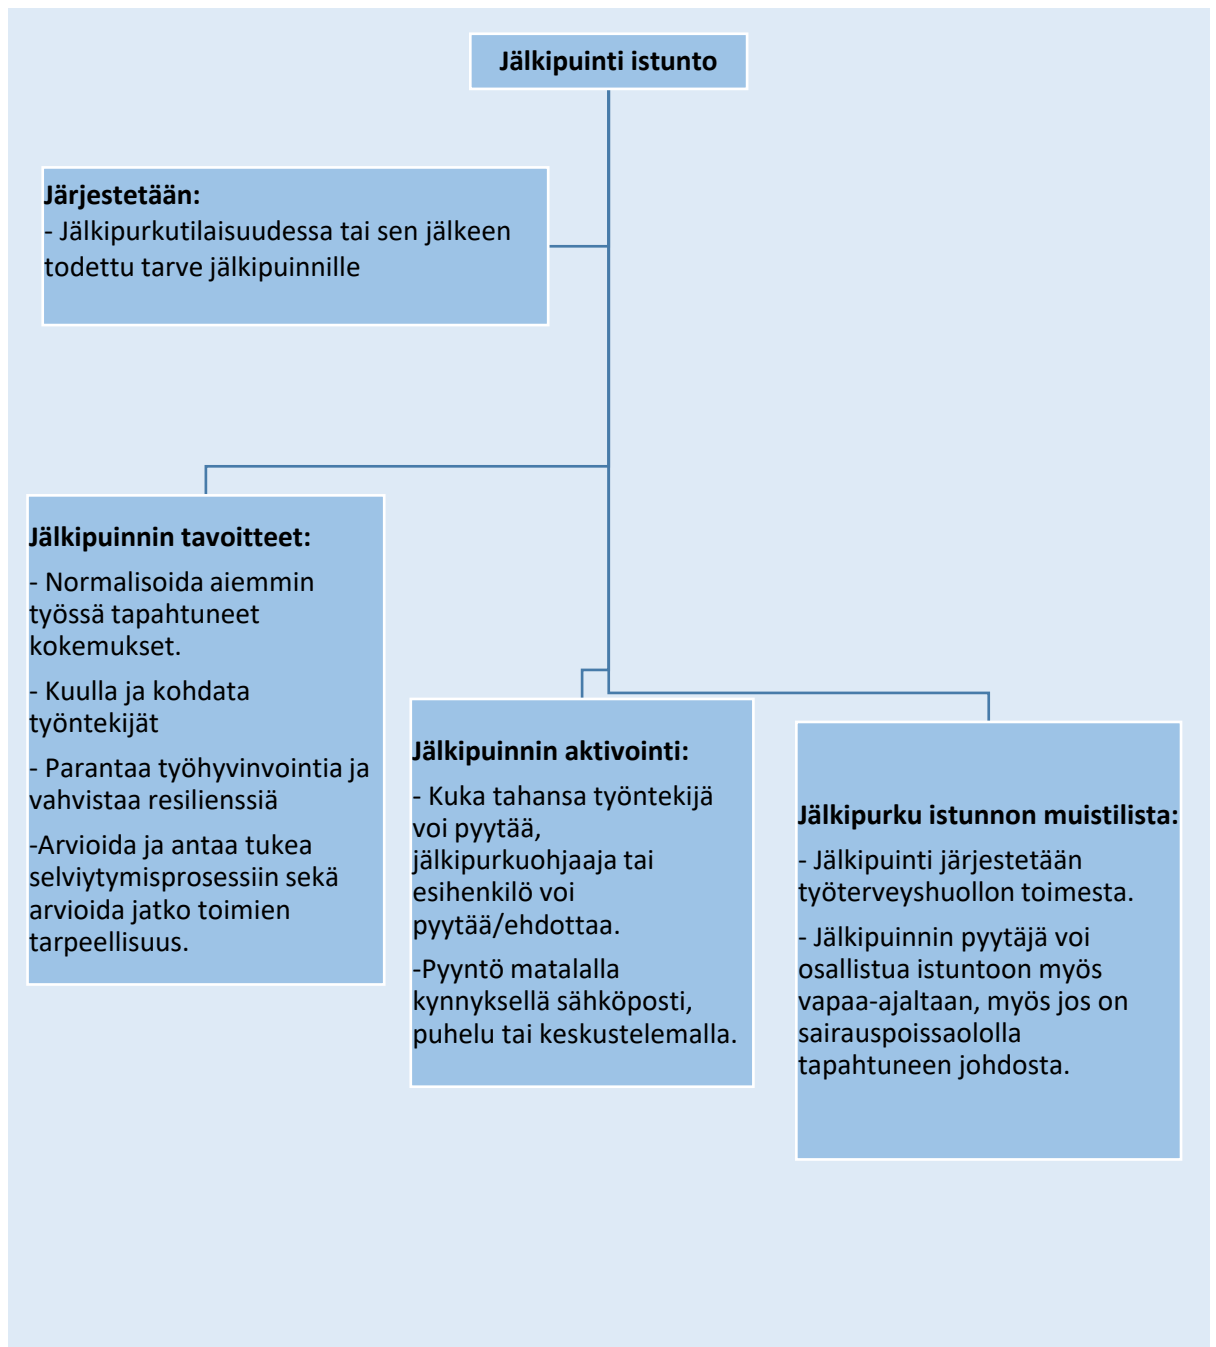 Jälkipuinti istunto
Järjestetään:
- Jälkipurkutilaisuudessa tai sen jälkeen
todettu tarve jälkipuinnille
Jälkipuinnin tavoitteet:
- Normalisoida aiemmin
työssä tapahtuneet
kokemukset.
- Kuulla ja kohdata
työntekijät
- Parantaa työhyvinvointia ja
vahvistaa resilienssiä
-Arvioida ja antaa tukea
selviytymisprosessiin sekä
arvioida jatko toimien
tarpeellisuus.
Jälkipuinnin aktivointi:
- Kuka tahansa työntekijä
voi pyytää,
jälkipurkuohjaaja tai
esihenkilö voi
pyytää/ehdottaa.
-Pyyntö matalalla
kynnyksellä sähköposti,
puhelu tai keskustelemalla.
Jälkipurku istunnon muistilista:
- Jälkipuinti järjestetään
työterveyshuollon toimesta.
- Jälkipuinnin pyytäjä voi
osallistua istuntoon myös
vapaa-ajaltaan, myös jos on
sairauspoissaololla
tapahtuneen johdosta.